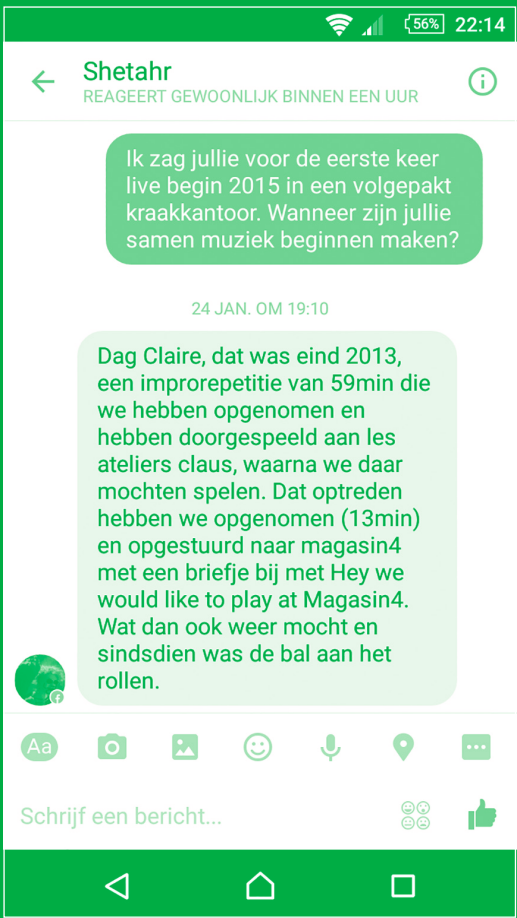 56% 22:14
Shetahr
REAGEERT GEWOONLIJK BINNEN EEN UUR
Ik zag jullie voor de eerste keer
live begin 2015 in een volgepakt
kraakkantoor. Wanneer zijn jullie
samen muziek beginnen maken?
24 JAN. OM 19:10
Dag Claire, dat was eind 2013,
een improrepetitie van 59min die
we hebben opgenomen en
hebben doorgespeeld aan les
ateliers claus, waarna we daar
mochten spelen. Dat optreden
hebben we opgenomen (13min)
en opgestuurd naar magasin4
met een briefje bij met Hey we
would like to play at Magasin4.
Wat dan ook weer mocht en
sindsdien was de bal aan het
rollen.
Aa
Schrijf een bericht...